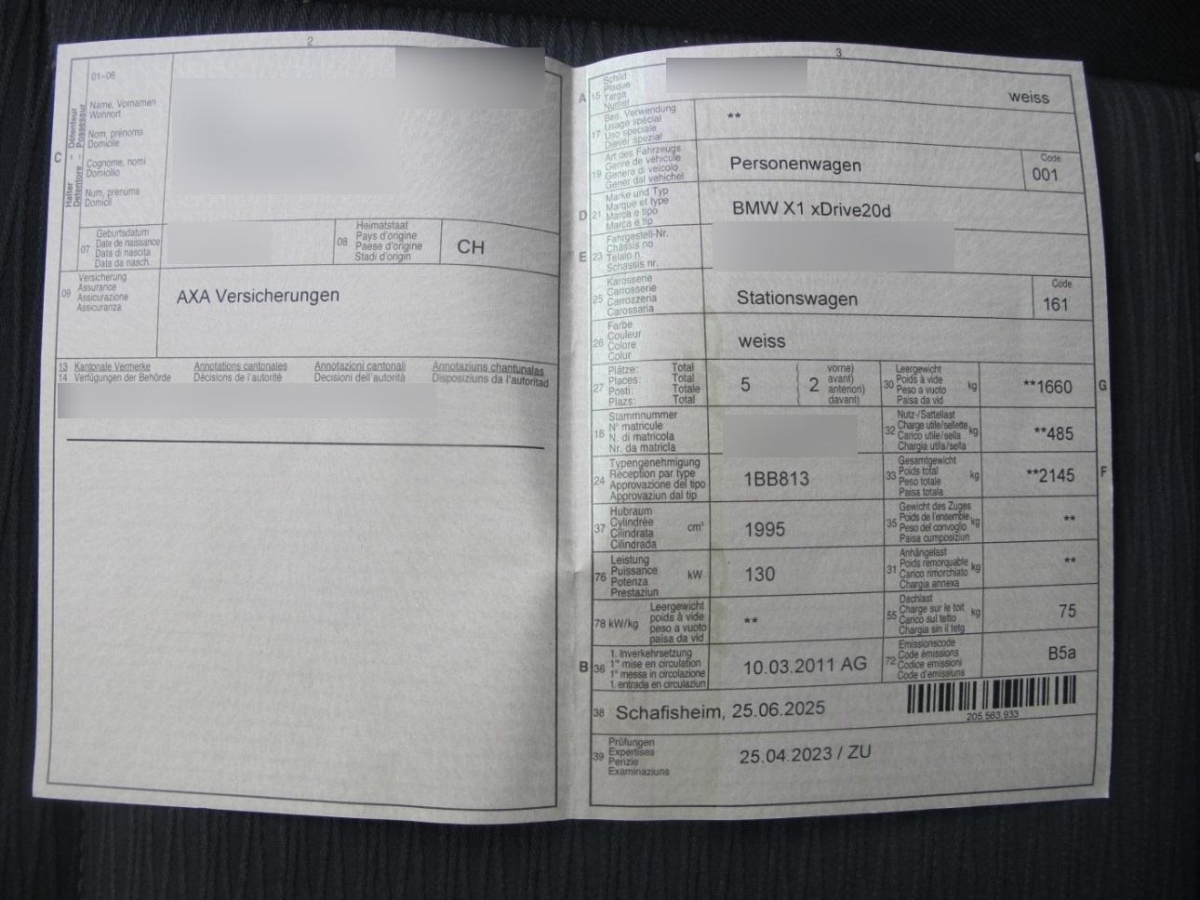 2
01-06
C
Halter - Détenteur
Detentore - Possessur
Name, Vornamen
Wohnort
Nom, prénoms
Domicile
Cognome, nomi
Domicilio
Num, prenums
Domicil
07
Geburtsdatum
Date de naissance
Data di nascita
Data da nasch.
08
Heimatstaat
Pays d'origine
Paese d'origine
Stadi d'origin
CH
09
Versicherung
Assurance
Assicurazione
Assicuranza
AXA Versicherungen
13 Kantonale Vermerke Annotations cantonales Annotazioni cantonali Annotaziuns chantunalas
14 Verfügungen der Behörde Décisions de l'autorité Decisioni dell'autorità Disposiziuns da l'autoritad
3
A
15
Schild
Plaque
Targa
Numer
weiss
17
Bes. Verwendung
Usage spécial
Uso speciale
Diever spezial
**
19
Art des Fahrzeugs
Genre de véhicule
Genere di veicolo
Gener dal vehichel
Personenwagen
Code
001
D
21
Marke und Typ
Marque et type
Marca e tipo
Marca e tip
BMW X1 xDrive20d
E
23
Fahrgestell-Nr.
Châssis no
Telaio n.
Schassis nr.
25
Karosserie
Carrosserie
Carrozzeria
Carossaria
Stationswagen
Code
161
26
Farbe
Couleur
Colore
Colur
weiss
27
Plätze: Total
Places: Total
Posti: Totale
Plazs: Total
5
( 2
vorne)
avant)
anteriori)
davant)
30
Leergewicht
Poids à vide
Peso a vuoto
Paisa da vid
kg
**1660
G
18
Stammnummer
N° matricule
N. di matricola
Nr. da matricla
32
Nutz-/Sattellast
Charge utile/sellette
Carico utile/sella
Chargia utila/sella
kg
**485
24
Typengenehmigung
Réception par type
Approvazione del tipo
Approvaziun dal tip
1BB813
33
Gesamtgewicht
Poids total
Peso totale
Paisa totala
kg
**2145
F
37
Hubraum
Cylindrée
Cilindrata
Cilindrada
cm³
1995
35
Gewicht des Zuges
Poids de l'ensemble
Peso del convoglio
Paisa cumposiziun
kg
**
76
Leistung
Puissance
Potenza
Prestaziun
kW
130
31
Anhängelast
Poids remorquable
Carico rimorchiato
Chargia annexa
kg
**
78 kW/kg
Leergewicht
poids à vide
peso a vuoto
paisa da vid
**
55
Dachlast
Charge sur le toit
Carico sul tetto
Chargia sin il tetg
kg
75
B
36
1. Inverkehrsetzung
1re mise en circulation
1a messa in circolazione
1. entrada en circulaziun
10.03.2011 AG
72
Emissionscode
Code émissions
Codice emissioni
Code d'emissiuns
B5a
38
Schafisheim, 25.06.2025
205 563 933
39
Prüfungen
Expertises
Perizie
Examinaziuns
25.04.2023 / ZU